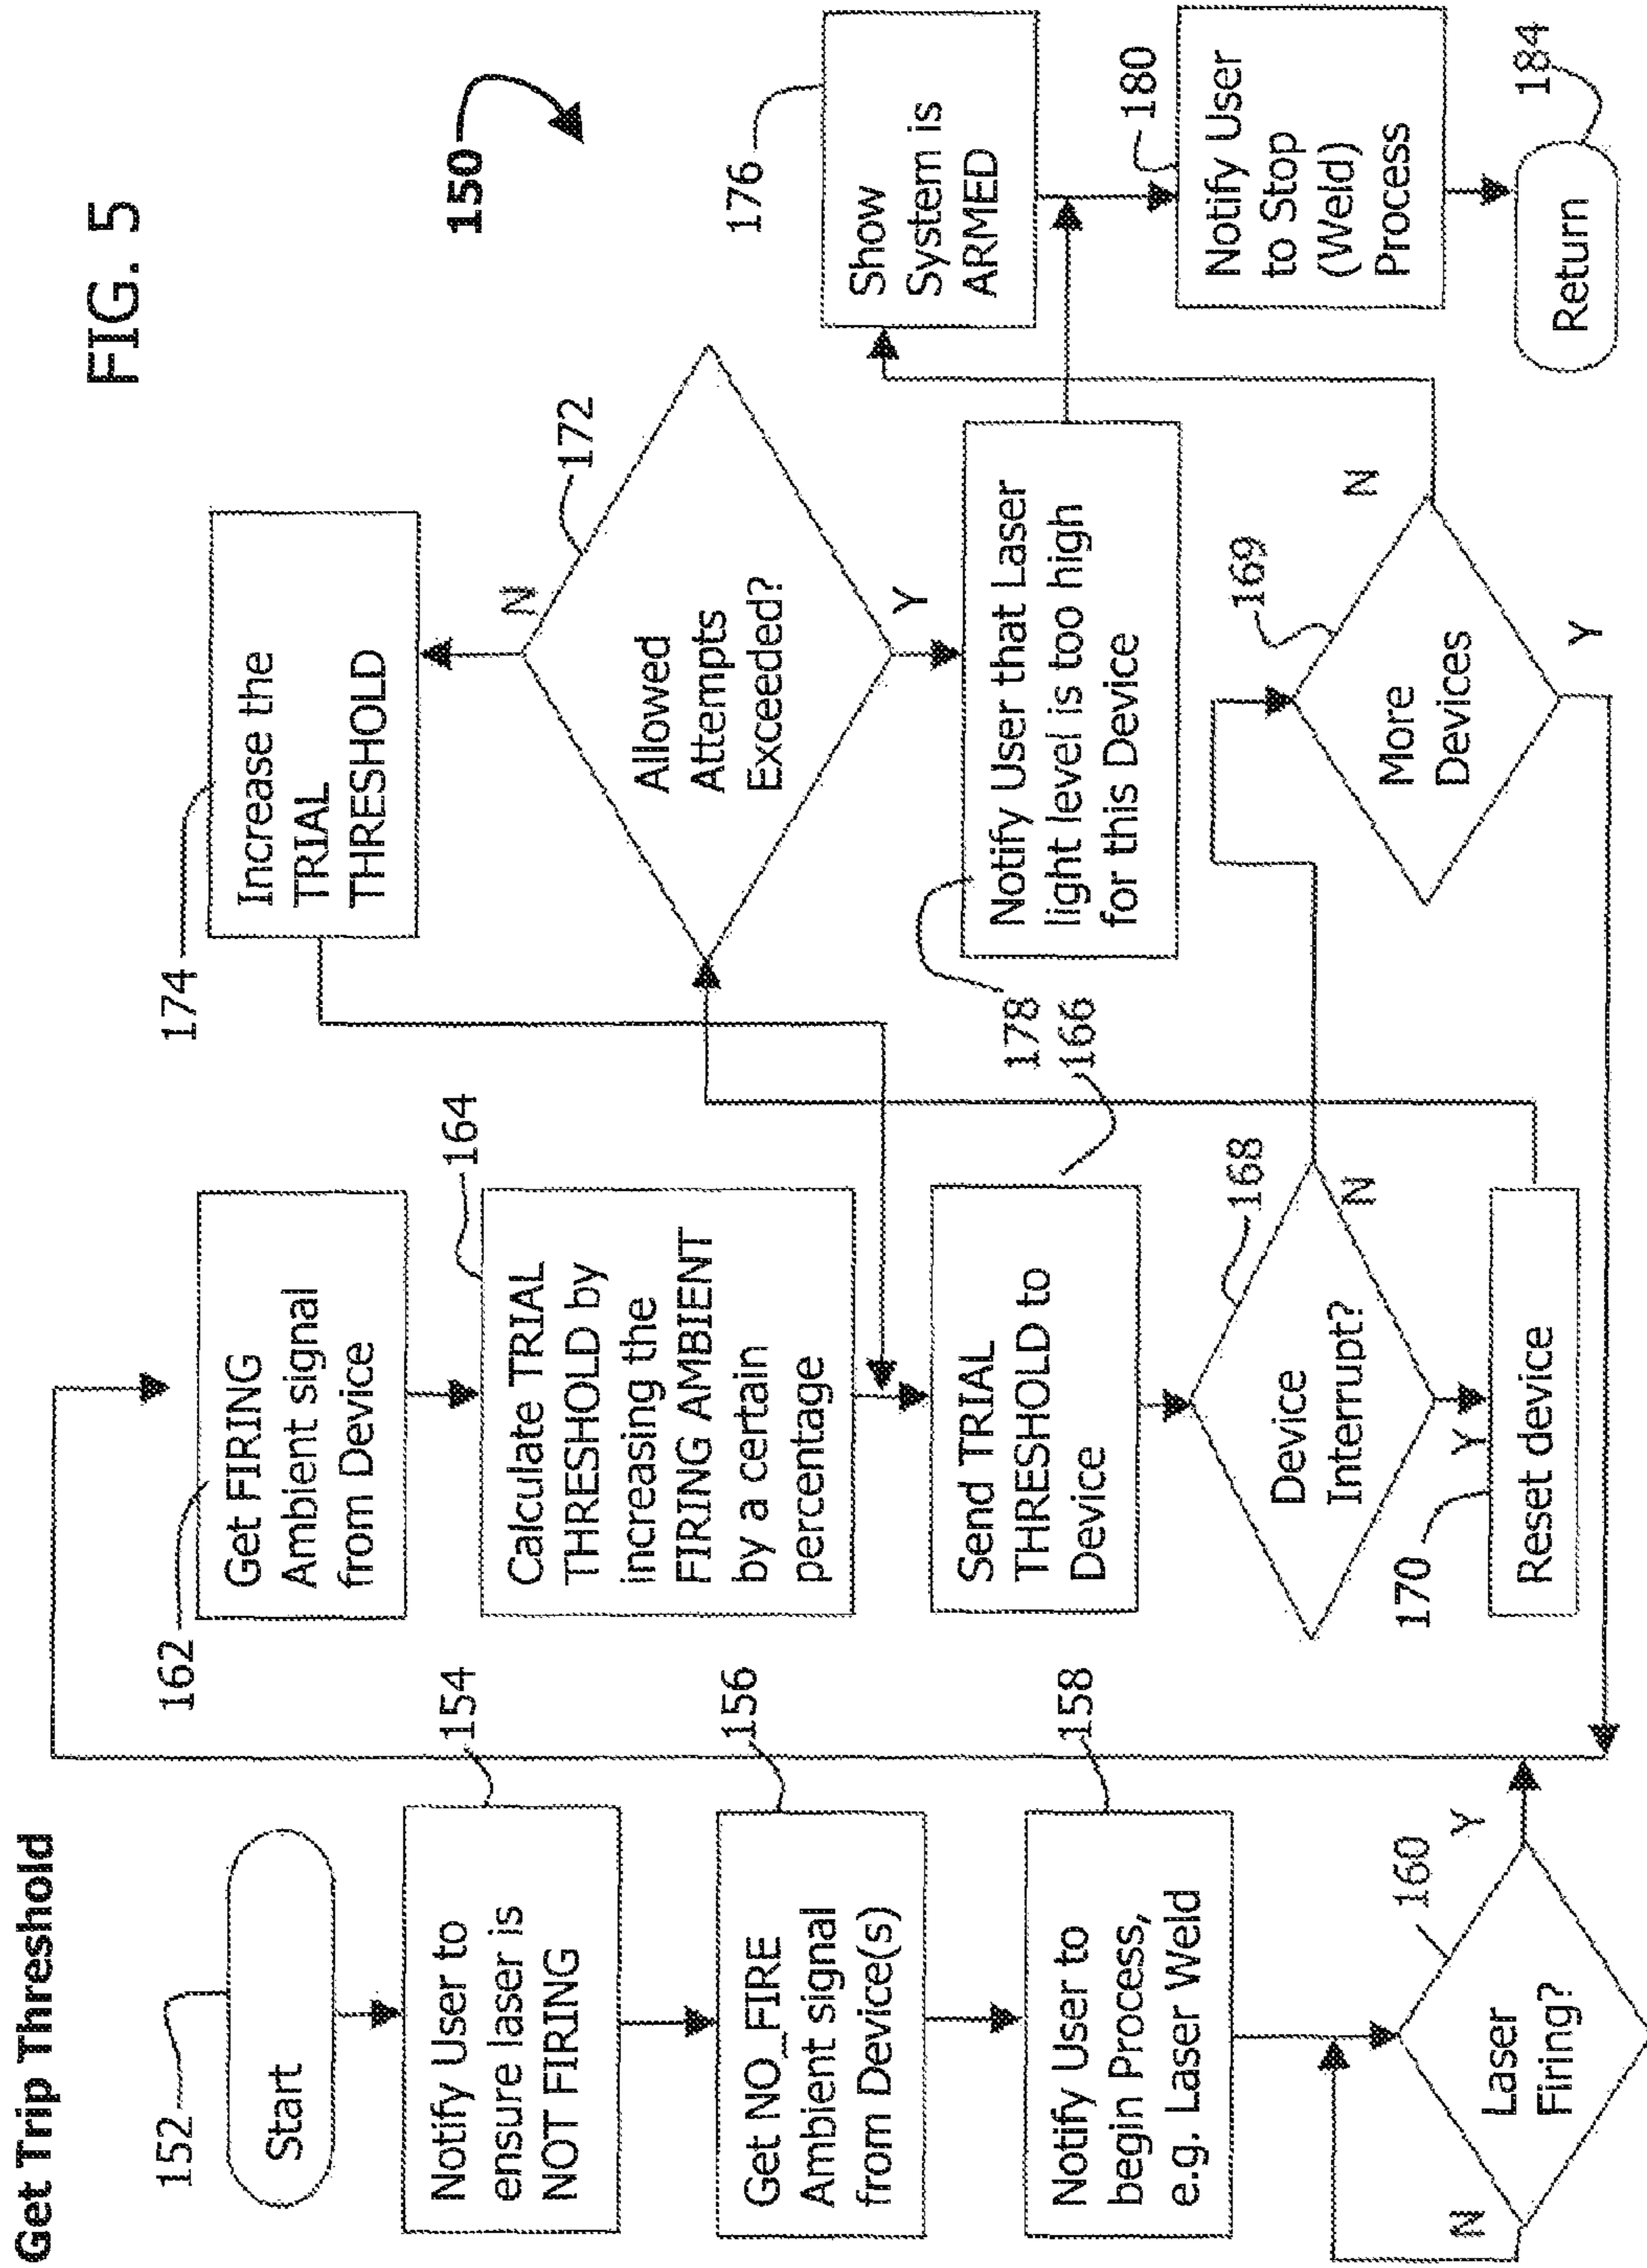 Get Trip Threshold
FIG. 5
150
152
Start
154
Notify User to
ensure laser is
NOT FIRING
156
Get NO_FIRE
Ambient signal
from Device(s)
158
Notify User to
begin Process,
e.g. Laser Weld
160
Laser
Firing?
N
Y
162
Get FIRING
Ambient signal
from Device
164
Calculate TRIAL
THRESHOLD by
increasing the
FIRING AMBIENT
by a certain
percentage
166
Send TRIAL
THRESHOLD to
Device
168
Device
Interrupt?
N
Y
170
Reset device
174
Increase the
TRIAL
THRESHOLD
172
N
Allowed
Attempts
Exceeded?
Y
178
Notify User that Laser
light level is too high
for this Device
169
More
Devices
N
Y
176
Show
System is
ARMED
180
Notify User
to Stop
(Weld)
Process
184
Return